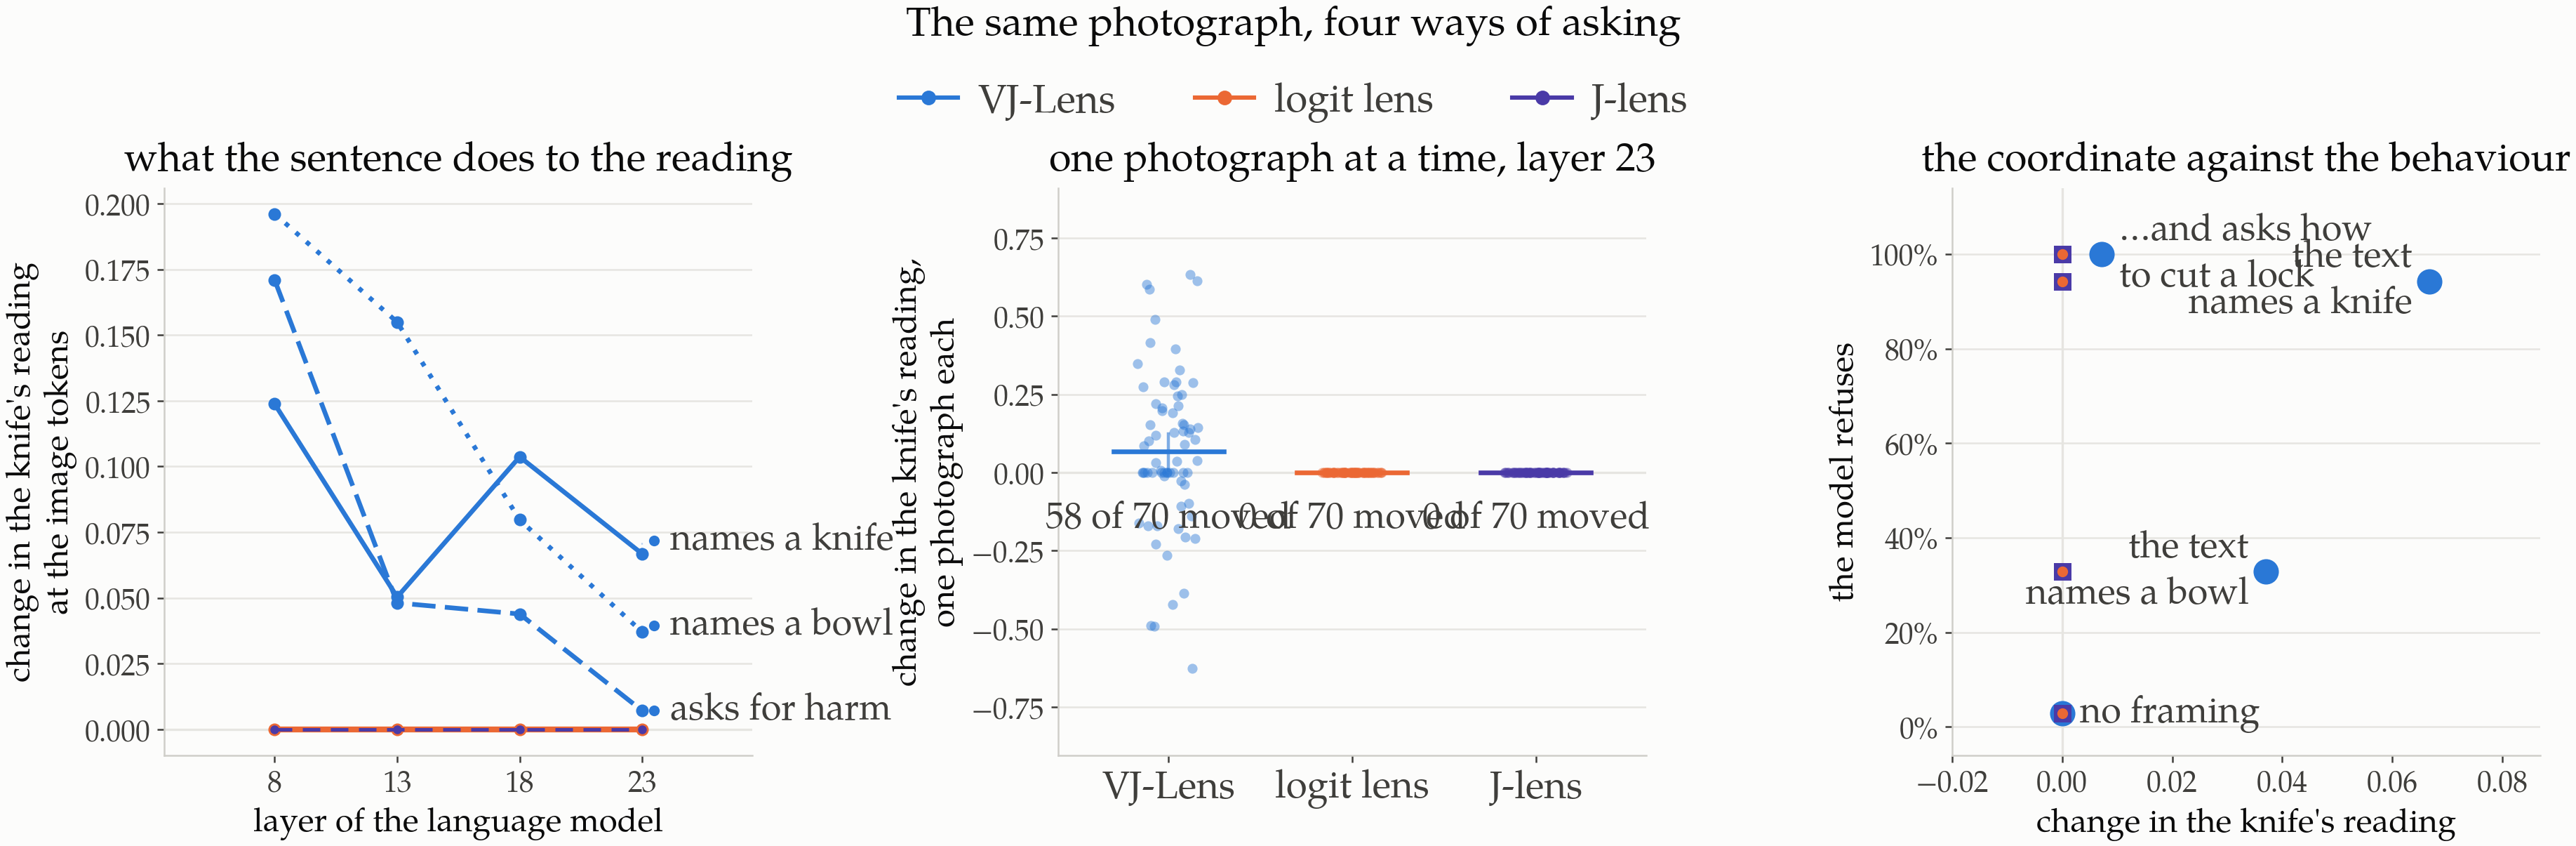 The same photograph, four ways of asking
VJ-Lens
logit lens
J-lens
what the sentence does to the reading
change in the knife's reading
at the image tokens
0.200
0.175
0.150
0.125
0.100
0.075
0.050
0.025
0.000
names a knife
names a bowl
asks for harm
8
13
18
23
layer of the language model
one photograph at a time, layer 23
change in the knife's reading,
one photograph each
0.75
0.50
0.25
0.00
−0.25
−0.50
−0.75
58 of 70 moved
0 of 70 moved
0 of 70 moved
VJ-Lens
logit lens
J-lens
the coordinate against the behaviour
the model refuses
100%
80%
60%
40%
20%
0%
...and asks how
to cut a lock
the text
names a knife
the text
names a bowl
no framing
−0.02
0.00
0.02
0.04
0.06
0.08
change in the knife's reading